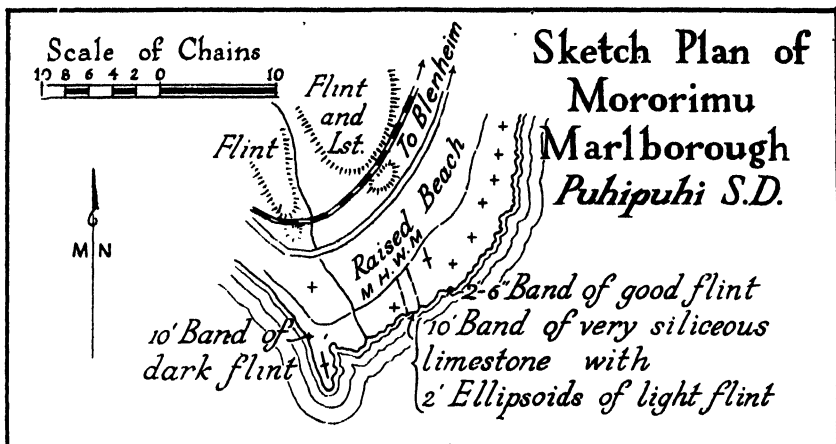 Scale of Chains
10 8 6 4 2 0 10
Sketch Plan of
Mororimu
Marlborough
Puhipuhi S.D.
Flint
and
Lst.
Flint
To Blenheim
Raised Beach
M H.W.M
M N
2'-6" Band of good flint
10' Band of very siliceous
limestone with
2' Ellipsoids of light flint
10' Band of
dark flint